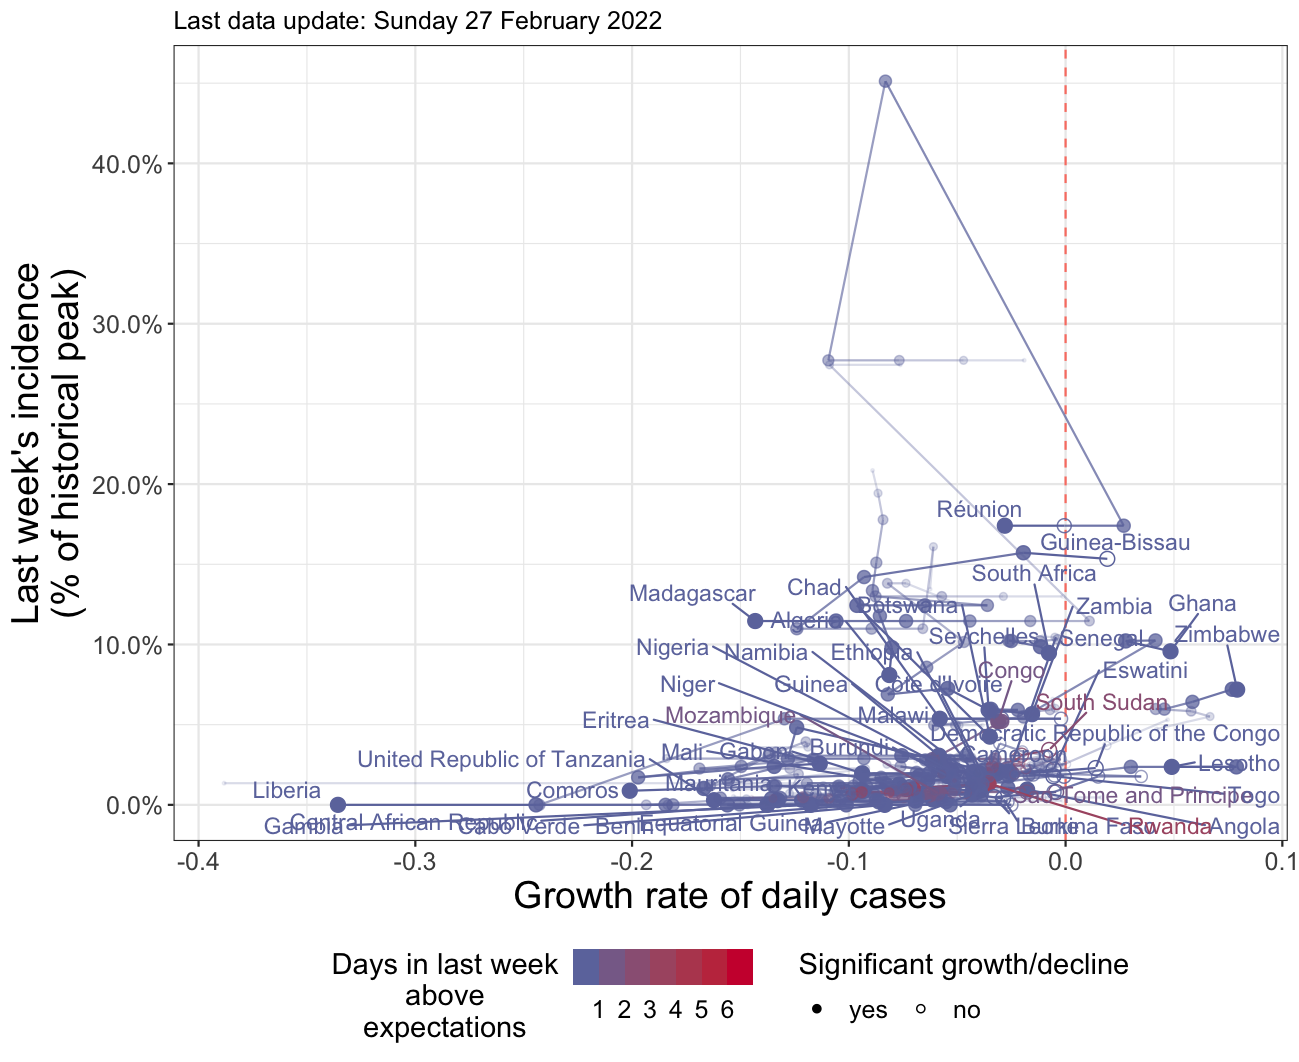 Last data update: Sunday 27 February 2022
Last week's incidence
(% of historical peak)
40.0%
30.0%
20.0%
10.0%
0.0%
Réunion
Guinea-Bissau
South Africa
Chad
Madagascar
Botswana
Zambia
Ghana
Algeria
Seychelles
Senegal
Zimbabwe
Nigeria
Namibia
Ethiopia
Congo
Eswatini
Niger
Guinea
Côte d'Ivoire
South Sudan
Eritrea
Mozambique
Malawi
Democratic Republic of the Congo
United Republic of Tanzania
Mali
Gabon
Burundi
Cameroon
Lesotho
Liberia
Comoros
Mauritania
Sao Tome and Principe
Togo
Gambia
Central African Republic
Cabo Verde
Benin
Equatorial Guinea
Mayotte
Uganda
Sierra Leone
Burkina Faso
Rwanda
Angola
-0.4
-0.3
-0.2
-0.1
0.0
0.1
Growth rate of daily cases
Days in last week
above
expectations
1 2 3 4 5 6
Significant growth/decline
yes
no